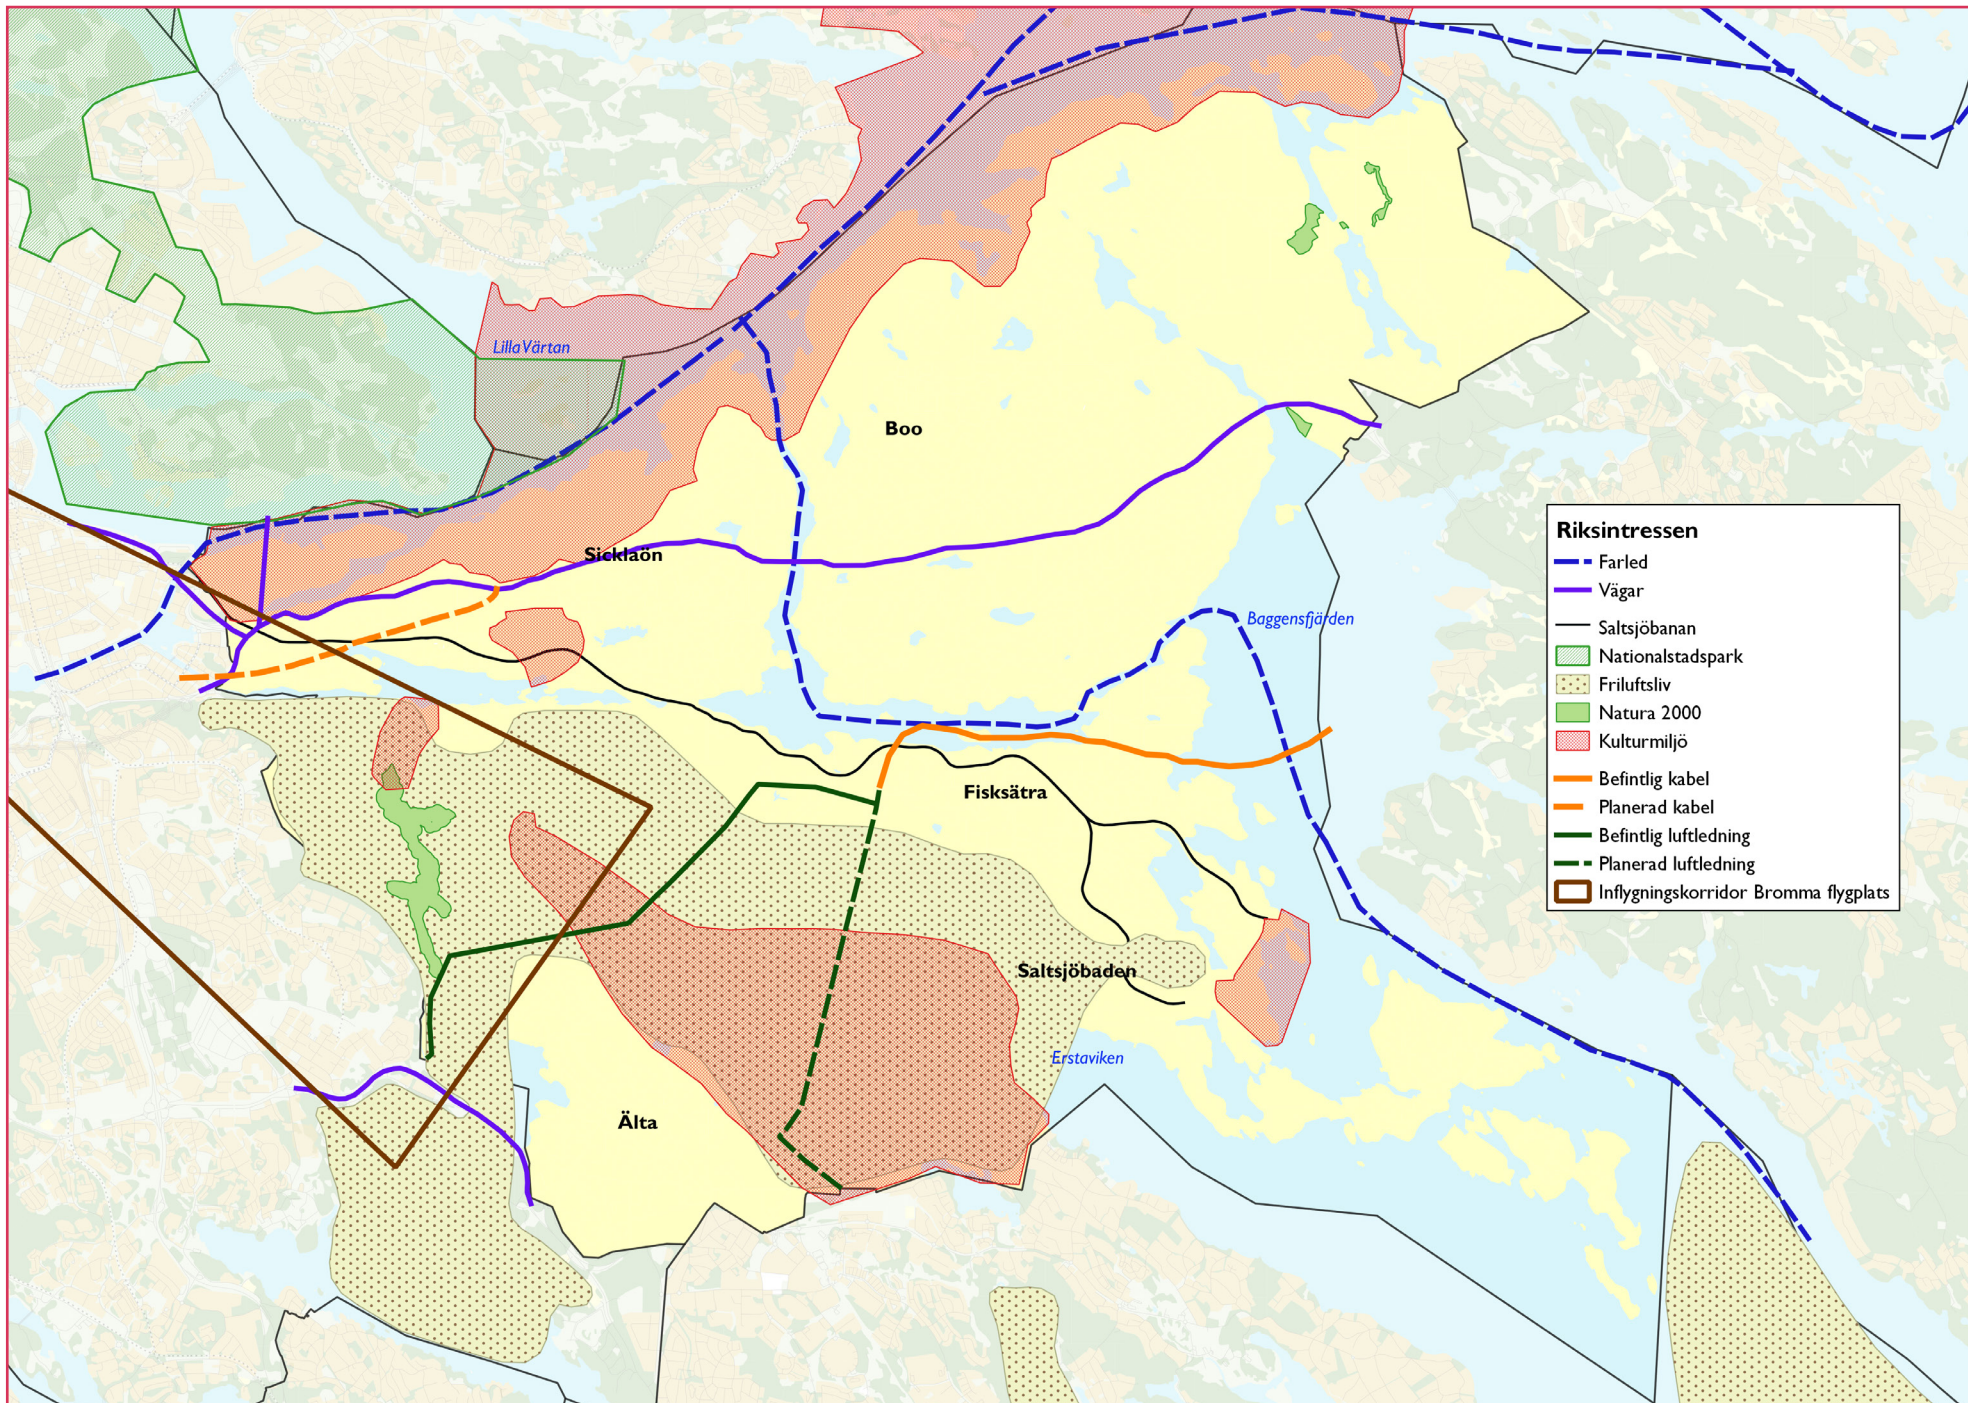 Lilla Värtan
Boo
Sicklaön
Baggensfjärden
Fisksätra
Saltsjöbaden
Erstaviken
Älta
Riksintressen
Farled
Vägar
Saltsjöbanan
Nationalstadspark
Friluftsliv
Natura 2000
Kulturmiljö
Befintlig kabel
Planerad kabel
Befintlig luftledning
Planerad luftledning
Inflygningskorridor Bromma flygplats